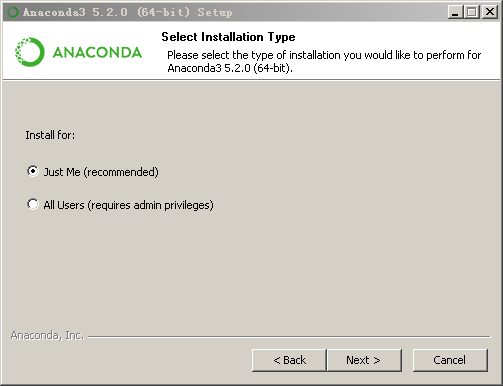 Anaconda3 5.2.0 (64-bit) Setup
ANACONDA
Select Installation Type
Please select the type of installation you would like to perform for
Anaconda3 5.2.0 (64-bit).
Install for:
Just Me (recommended)
All Users (requires admin privileges)
Anaconda, Inc.
< Back
Next >
Cancel